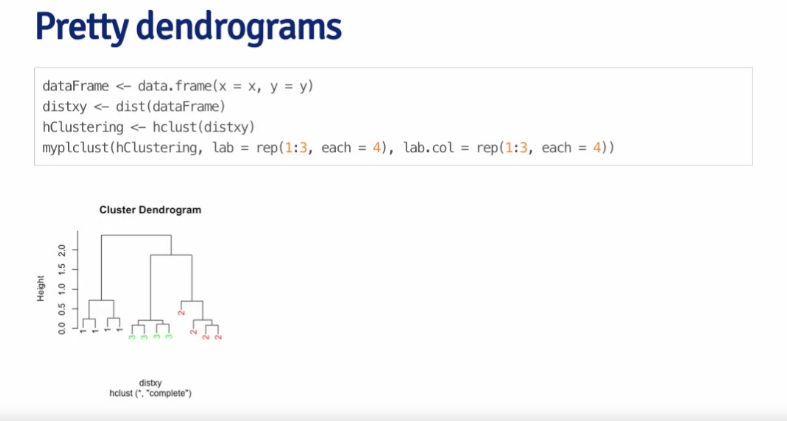 Pretty dendrograms
dataFrame <- data.frame(x = x, y = y)
distxy <- dist(dataFrame)
hClustering <- hclust(distxy)
myplclust(hClustering, lab = rep(1:3, each = 4), lab.col = rep(1:3, each = 4))
Cluster Dendrogram
Height
0.0 0.5 1.0 1.5 2.0
1 1 1 1 3 3 3 3 2 2 2 2
distxy
hclust (*, "complete")